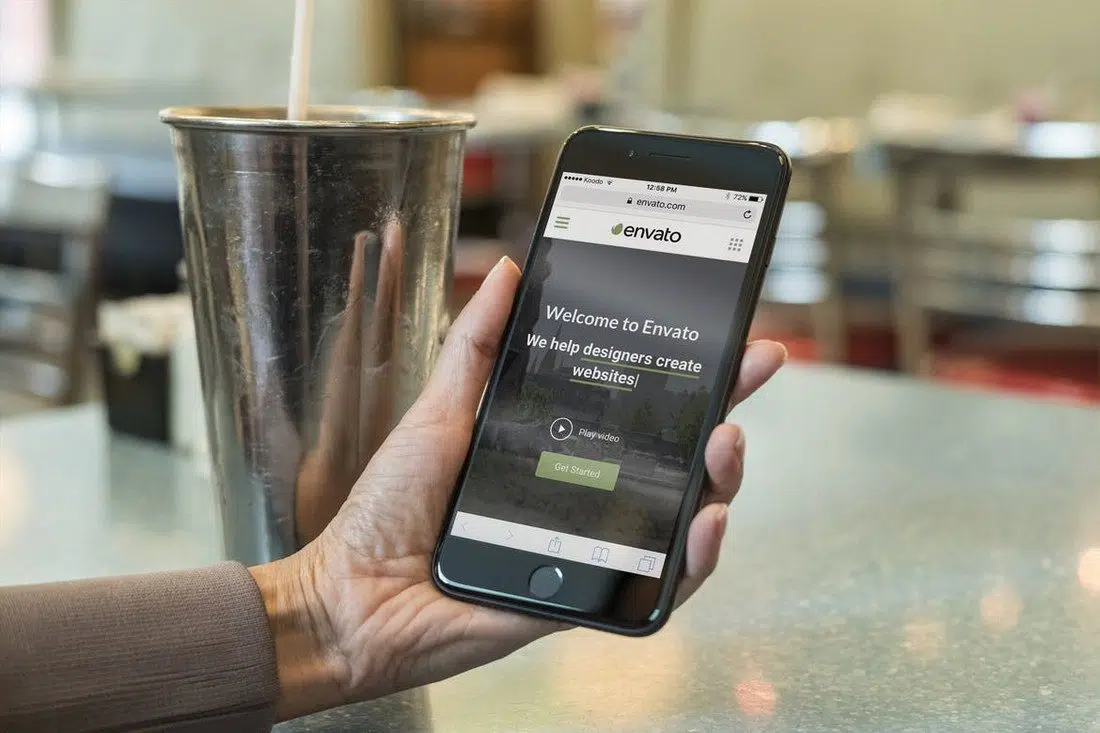 Koodo 12:58 PM 72%
envato.com
envato
Welcome to Envato
We help designers create
websites|
Play video
Get Started